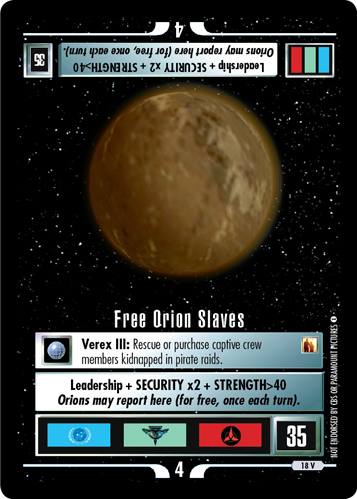 4
Leadership + SECURITY x2 + STRENGTH>40
Orions may report here (for free, once each turn).
35
Free Orion Slaves
Verex III: Rescue or purchase captive crew
members kidnapped in pirate raids.
Leadership + SECURITY x2 + STRENGTH>40
Orions may report here (for free, once each turn).
35
4
18 V
NOT ENDORSED BY CBS OR PARAMOUNT PICTURES